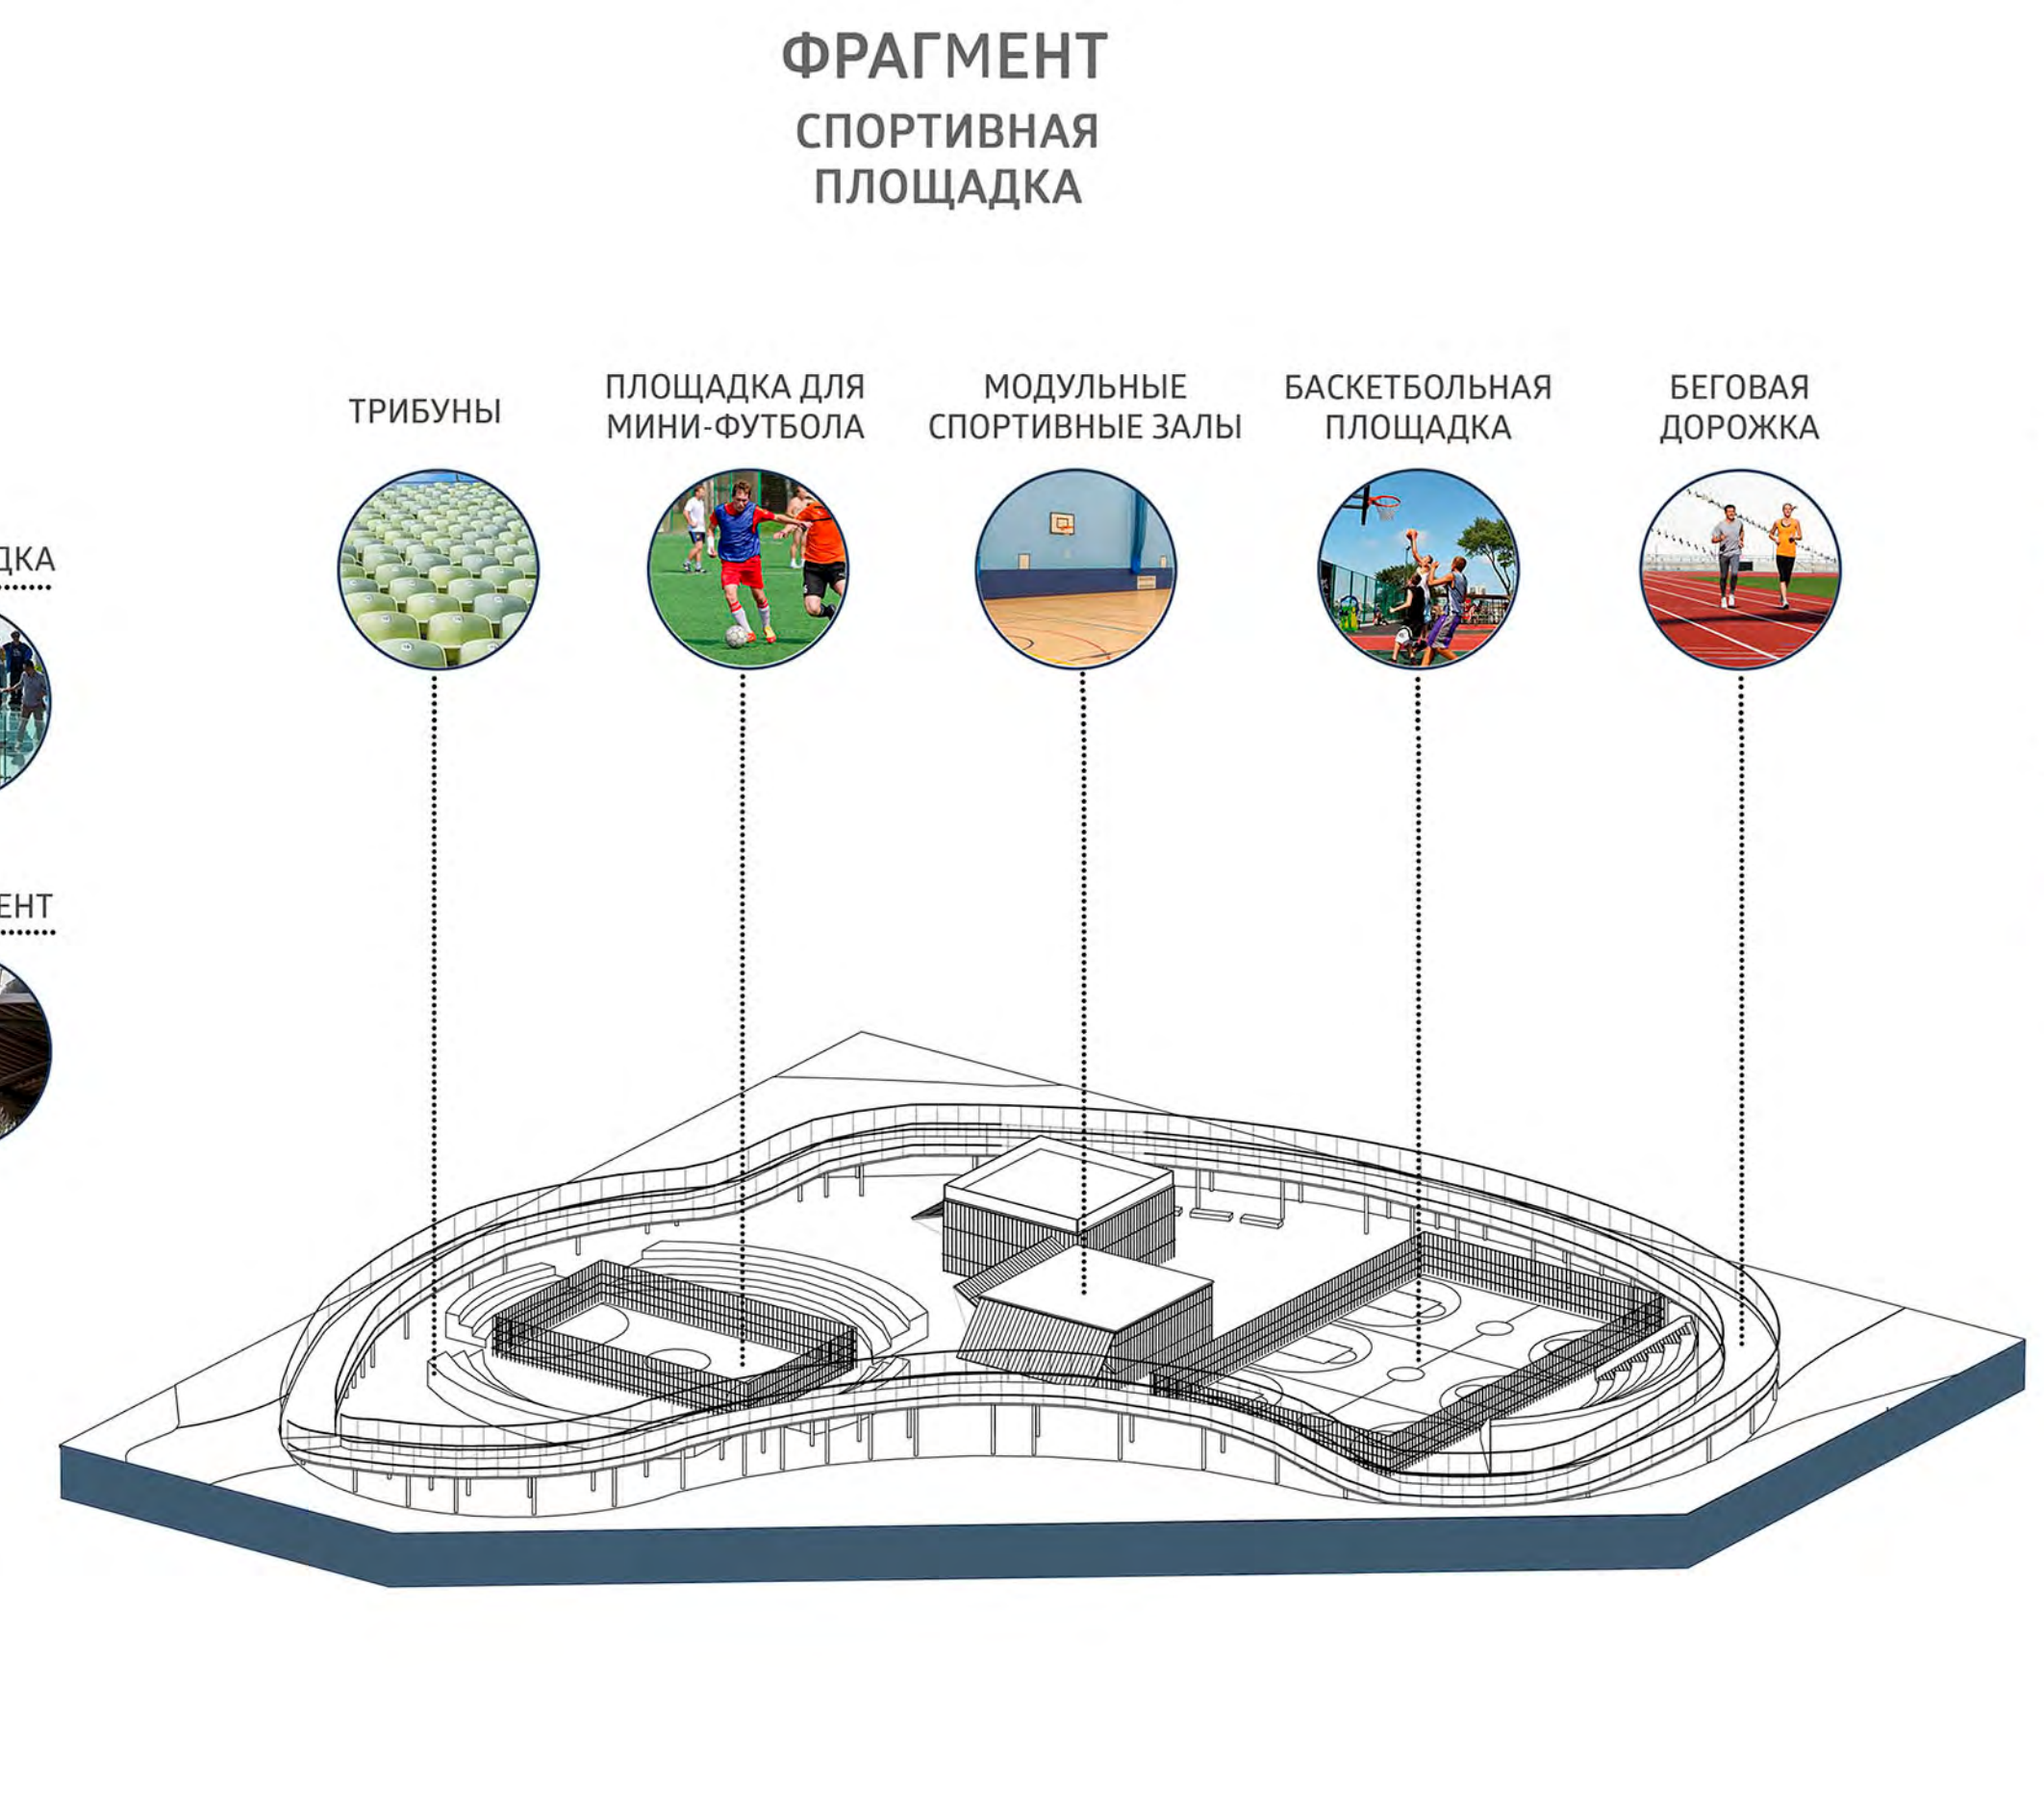 ФРАГМЕНТ
СПОРТИВНАЯ
ПЛОЩАДКА
ТРИБУНЫ
ПЛОЩАДКА ДЛЯ
МИНИ-ФУТБОЛА
МОДУЛЬНЫЕ
СПОРТИВНЫЕ ЗАЛЫ
БАСКЕТБОЛЬНАЯ
ПЛОЩАДКА
БЕГОВАЯ
ДОРОЖКА